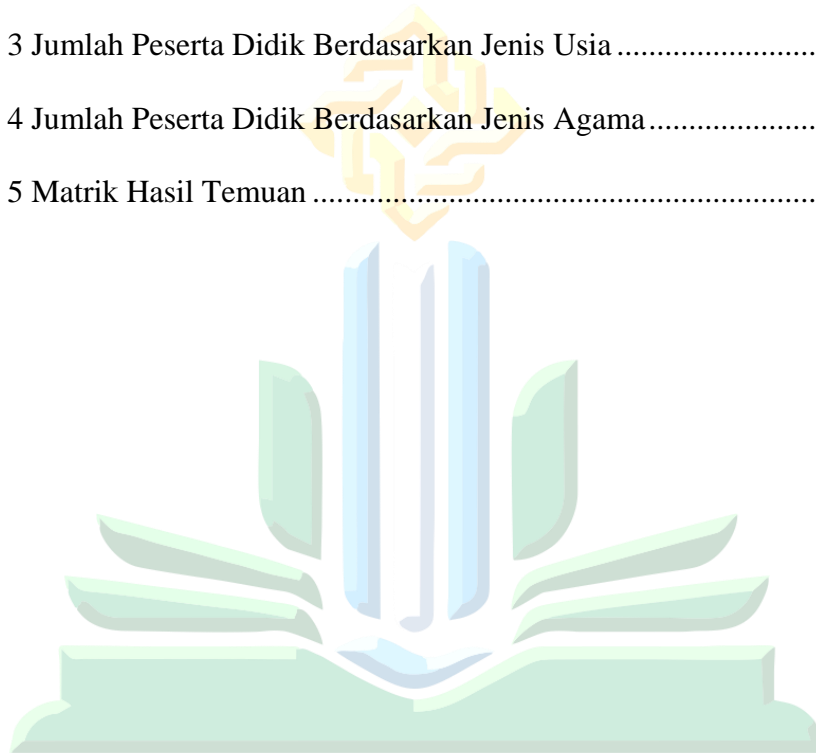 3 Jumlah Peserta Didik Berdasarkan Jenis Usia ........................
4 Jumlah Peserta Didik Berdasarkan Jenis Agama ....................
5 Matrik Hasil Temuan ..............................................................